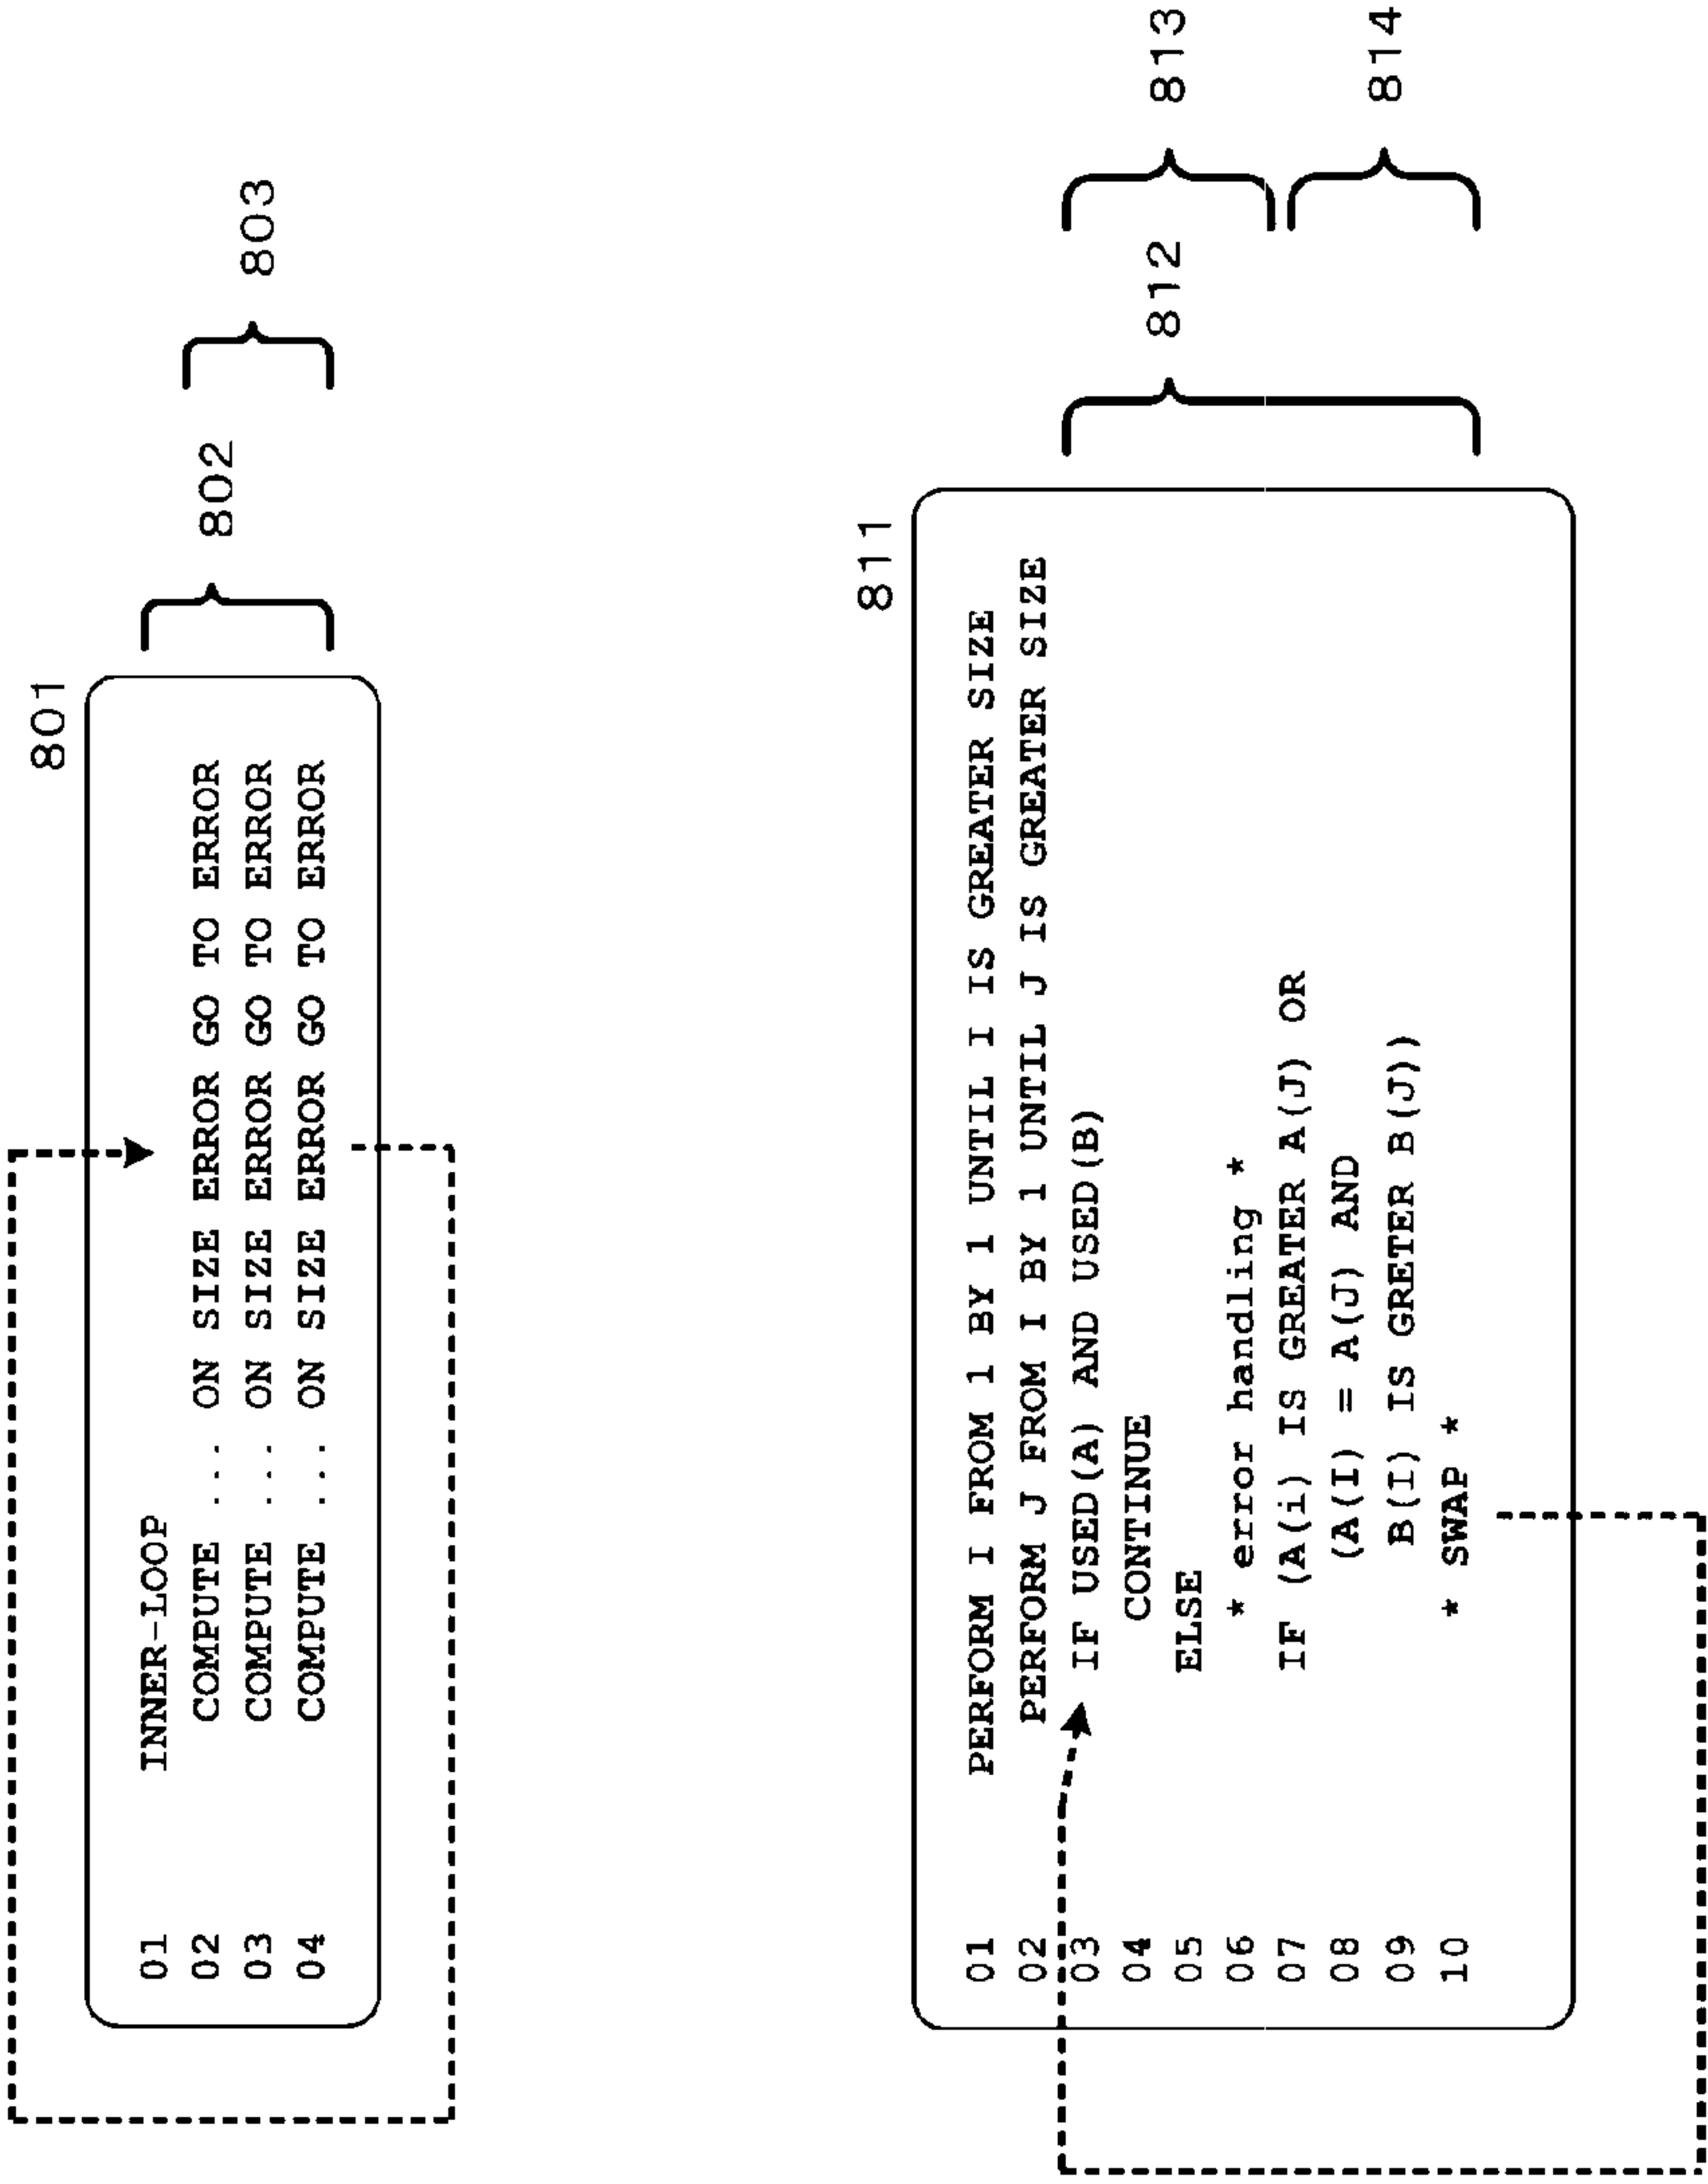 801
01 INNER-LOOP
02 COMPUTE ... ON SIZE ERROR GO TO ERROR
03 COMPUTE ... ON SIZE ERROR GO TO ERROR
04 COMPUTE ... ON SIZE ERROR GO TO ERROR
802
803
811
01 PERFORM I FROM 1 BY 1 UNTIL I IS GREATER SIZE
02 PERFORM J FROM I BY 1 UNTIL J IS GREATER SIZE
03 IF USED(A) AND USED(B)
04 CONTINUE
05 ELSE
06 * error handling *
07 IF (A(i) IS GREATER A(J) OR
08 (A(I) = A(J) AND
09 B(I) IS GRETER B(J))
10 * SWAP *
812
813
814